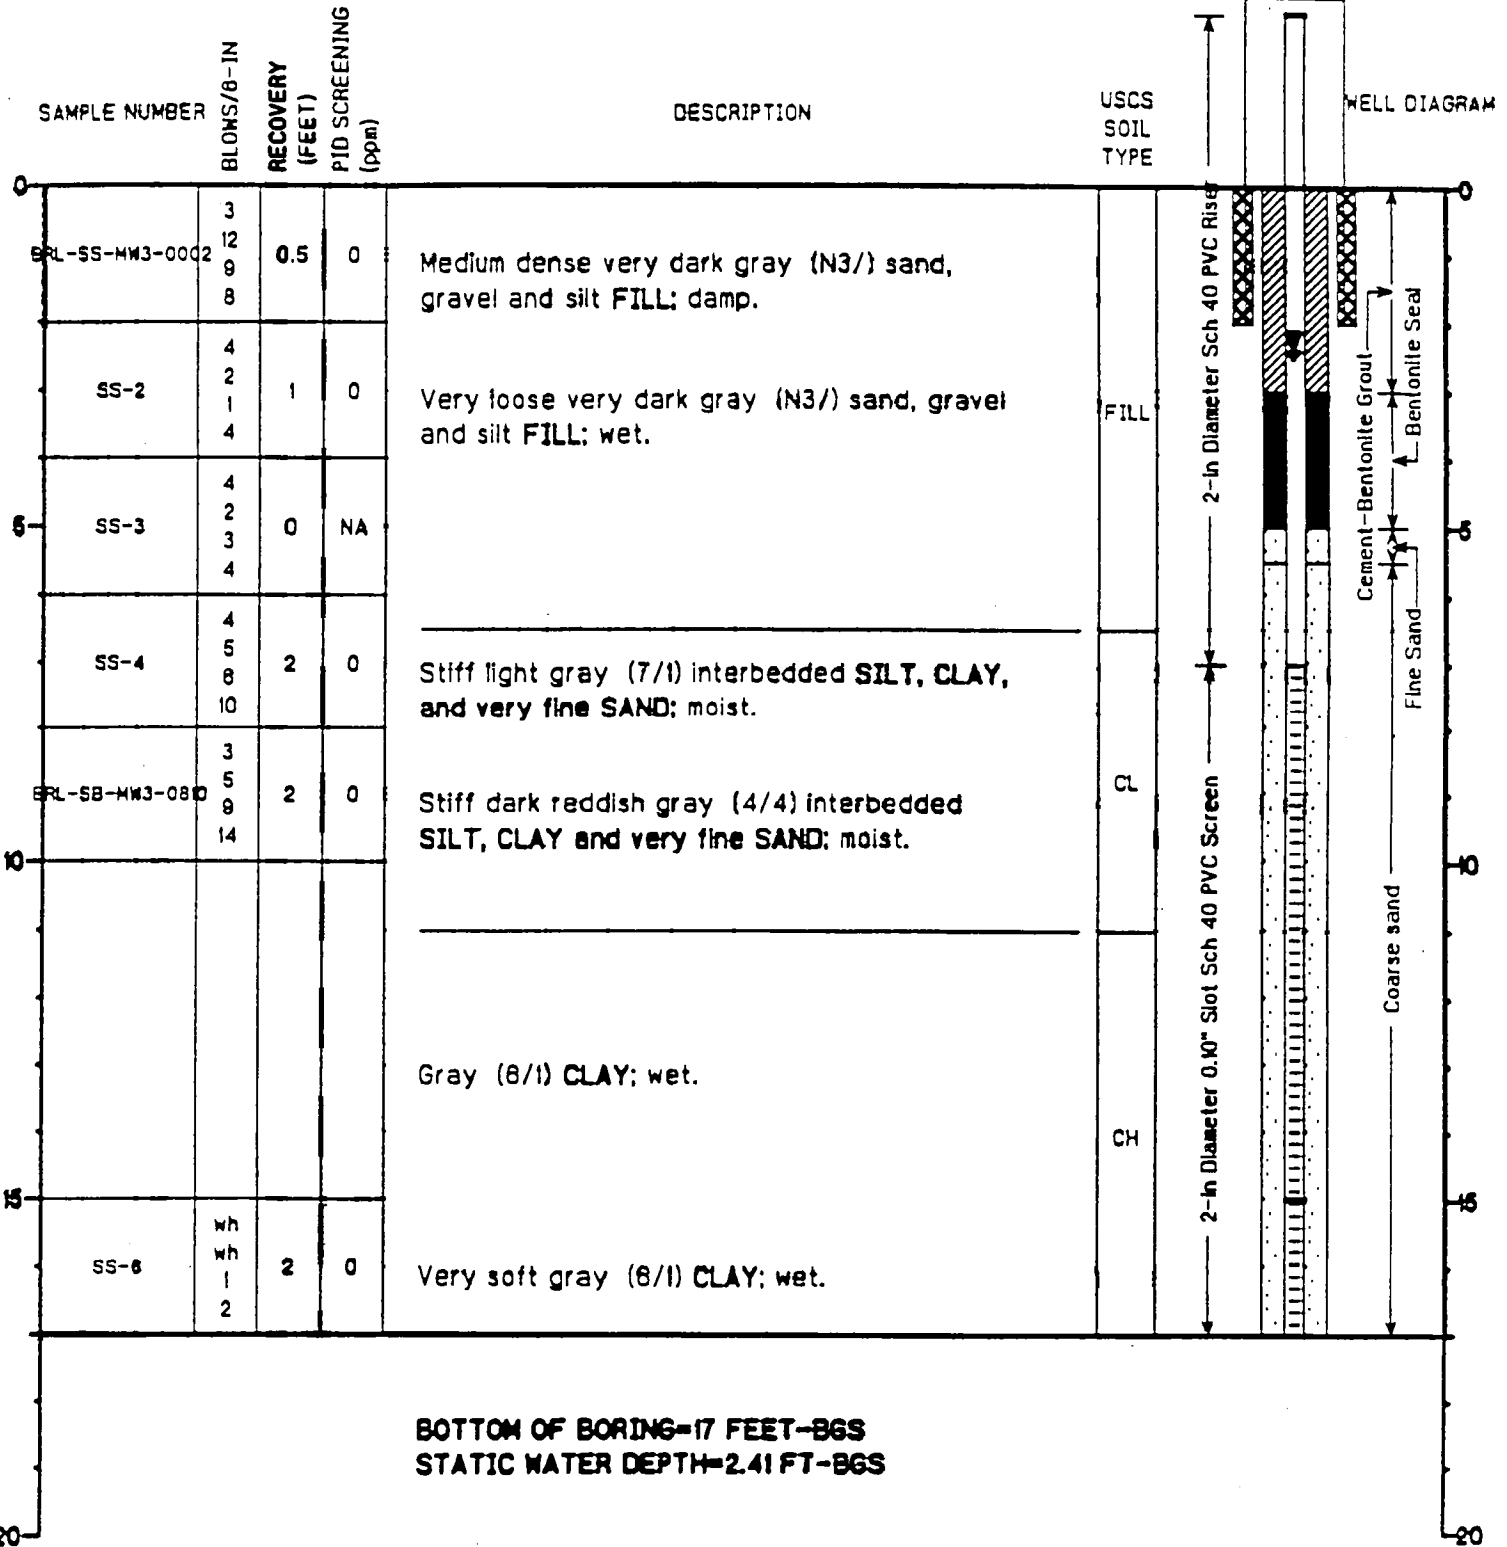 SAMPLE NUMBER
BLOWS/6-IN
RECOVERY
(FEET)
PID SCREENING
(ppm)
DESCRIPTION
USCS
SOIL
TYPE
WELL DIAGRAM
0
0
BRL-SS-MW3-0002
3
12
9
8
0.5
0
Medium dense very dark gray (N3/) sand,
gravel and silt FILL; damp.
SS-2
4
2
1
4
1
0
Very loose very dark gray (N3/) sand, gravel
and silt FILL; wet.
FILL
5
SS-3
4
2
3
4
0
NA
5
SS-4
4
5
8
10
2
0
Stiff light gray (7/1) interbedded SILT, CLAY,
and very fine SAND; moist.
BRL-SB-MW3-0810
3
5
9
14
2
0
Stiff dark reddish gray (4/4) interbedded
SILT, CLAY and very fine SAND; moist.
CL
10
10
Gray (6/1) CLAY; wet.
CH
15
15
SS-6
wh
wh
1
2
2
0
Very soft gray (6/1) CLAY; wet.
2-In Diameter Sch 40 PVC Riser
2-In Diameter 0.10" Slot Sch 40 PVC Screen
Cement-Bentonite Grout
Bentonite Seal
Fine Sand
Coarse sand
BOTTOM OF BORING=17 FEET-BGS
STATIC WATER DEPTH=2.41 FT-BGS
20
20